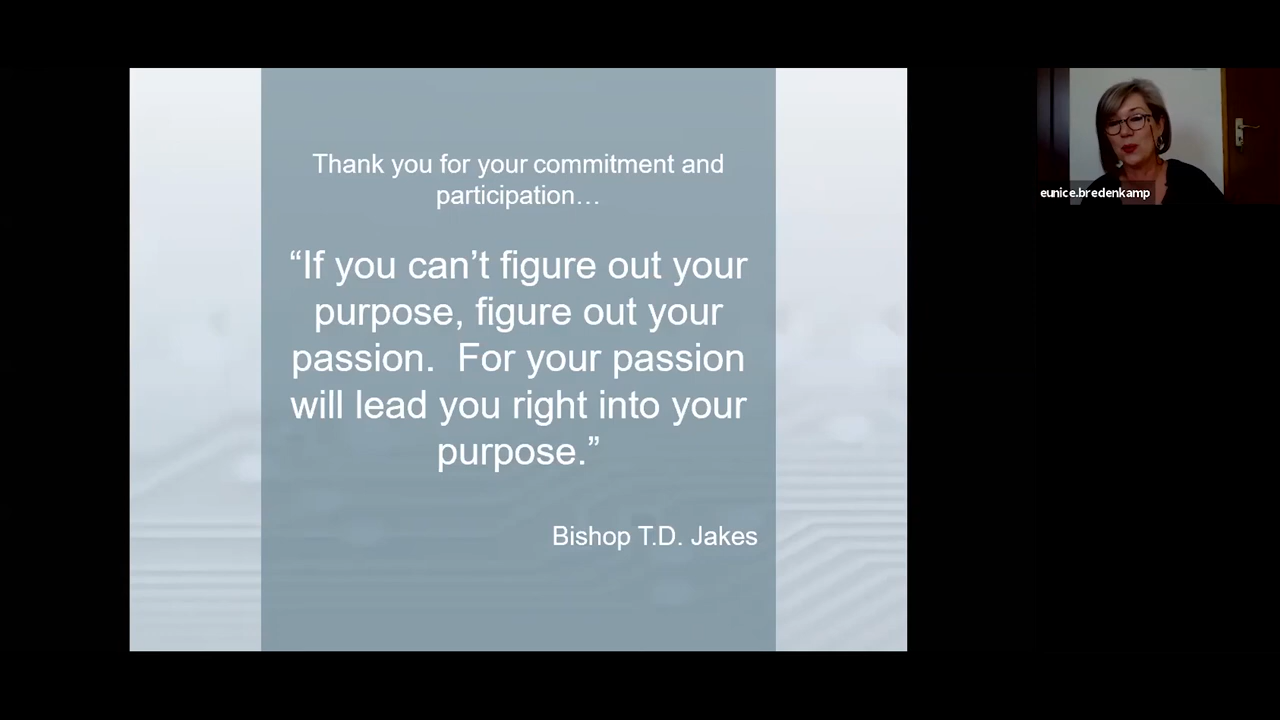 Thank you for your commitment and
participation…
“If you can’t figure out your
purpose, figure out your
passion.  For your passion
will lead you right into your
purpose.”
Bishop T.D. Jakes
eunice.bredenkamp